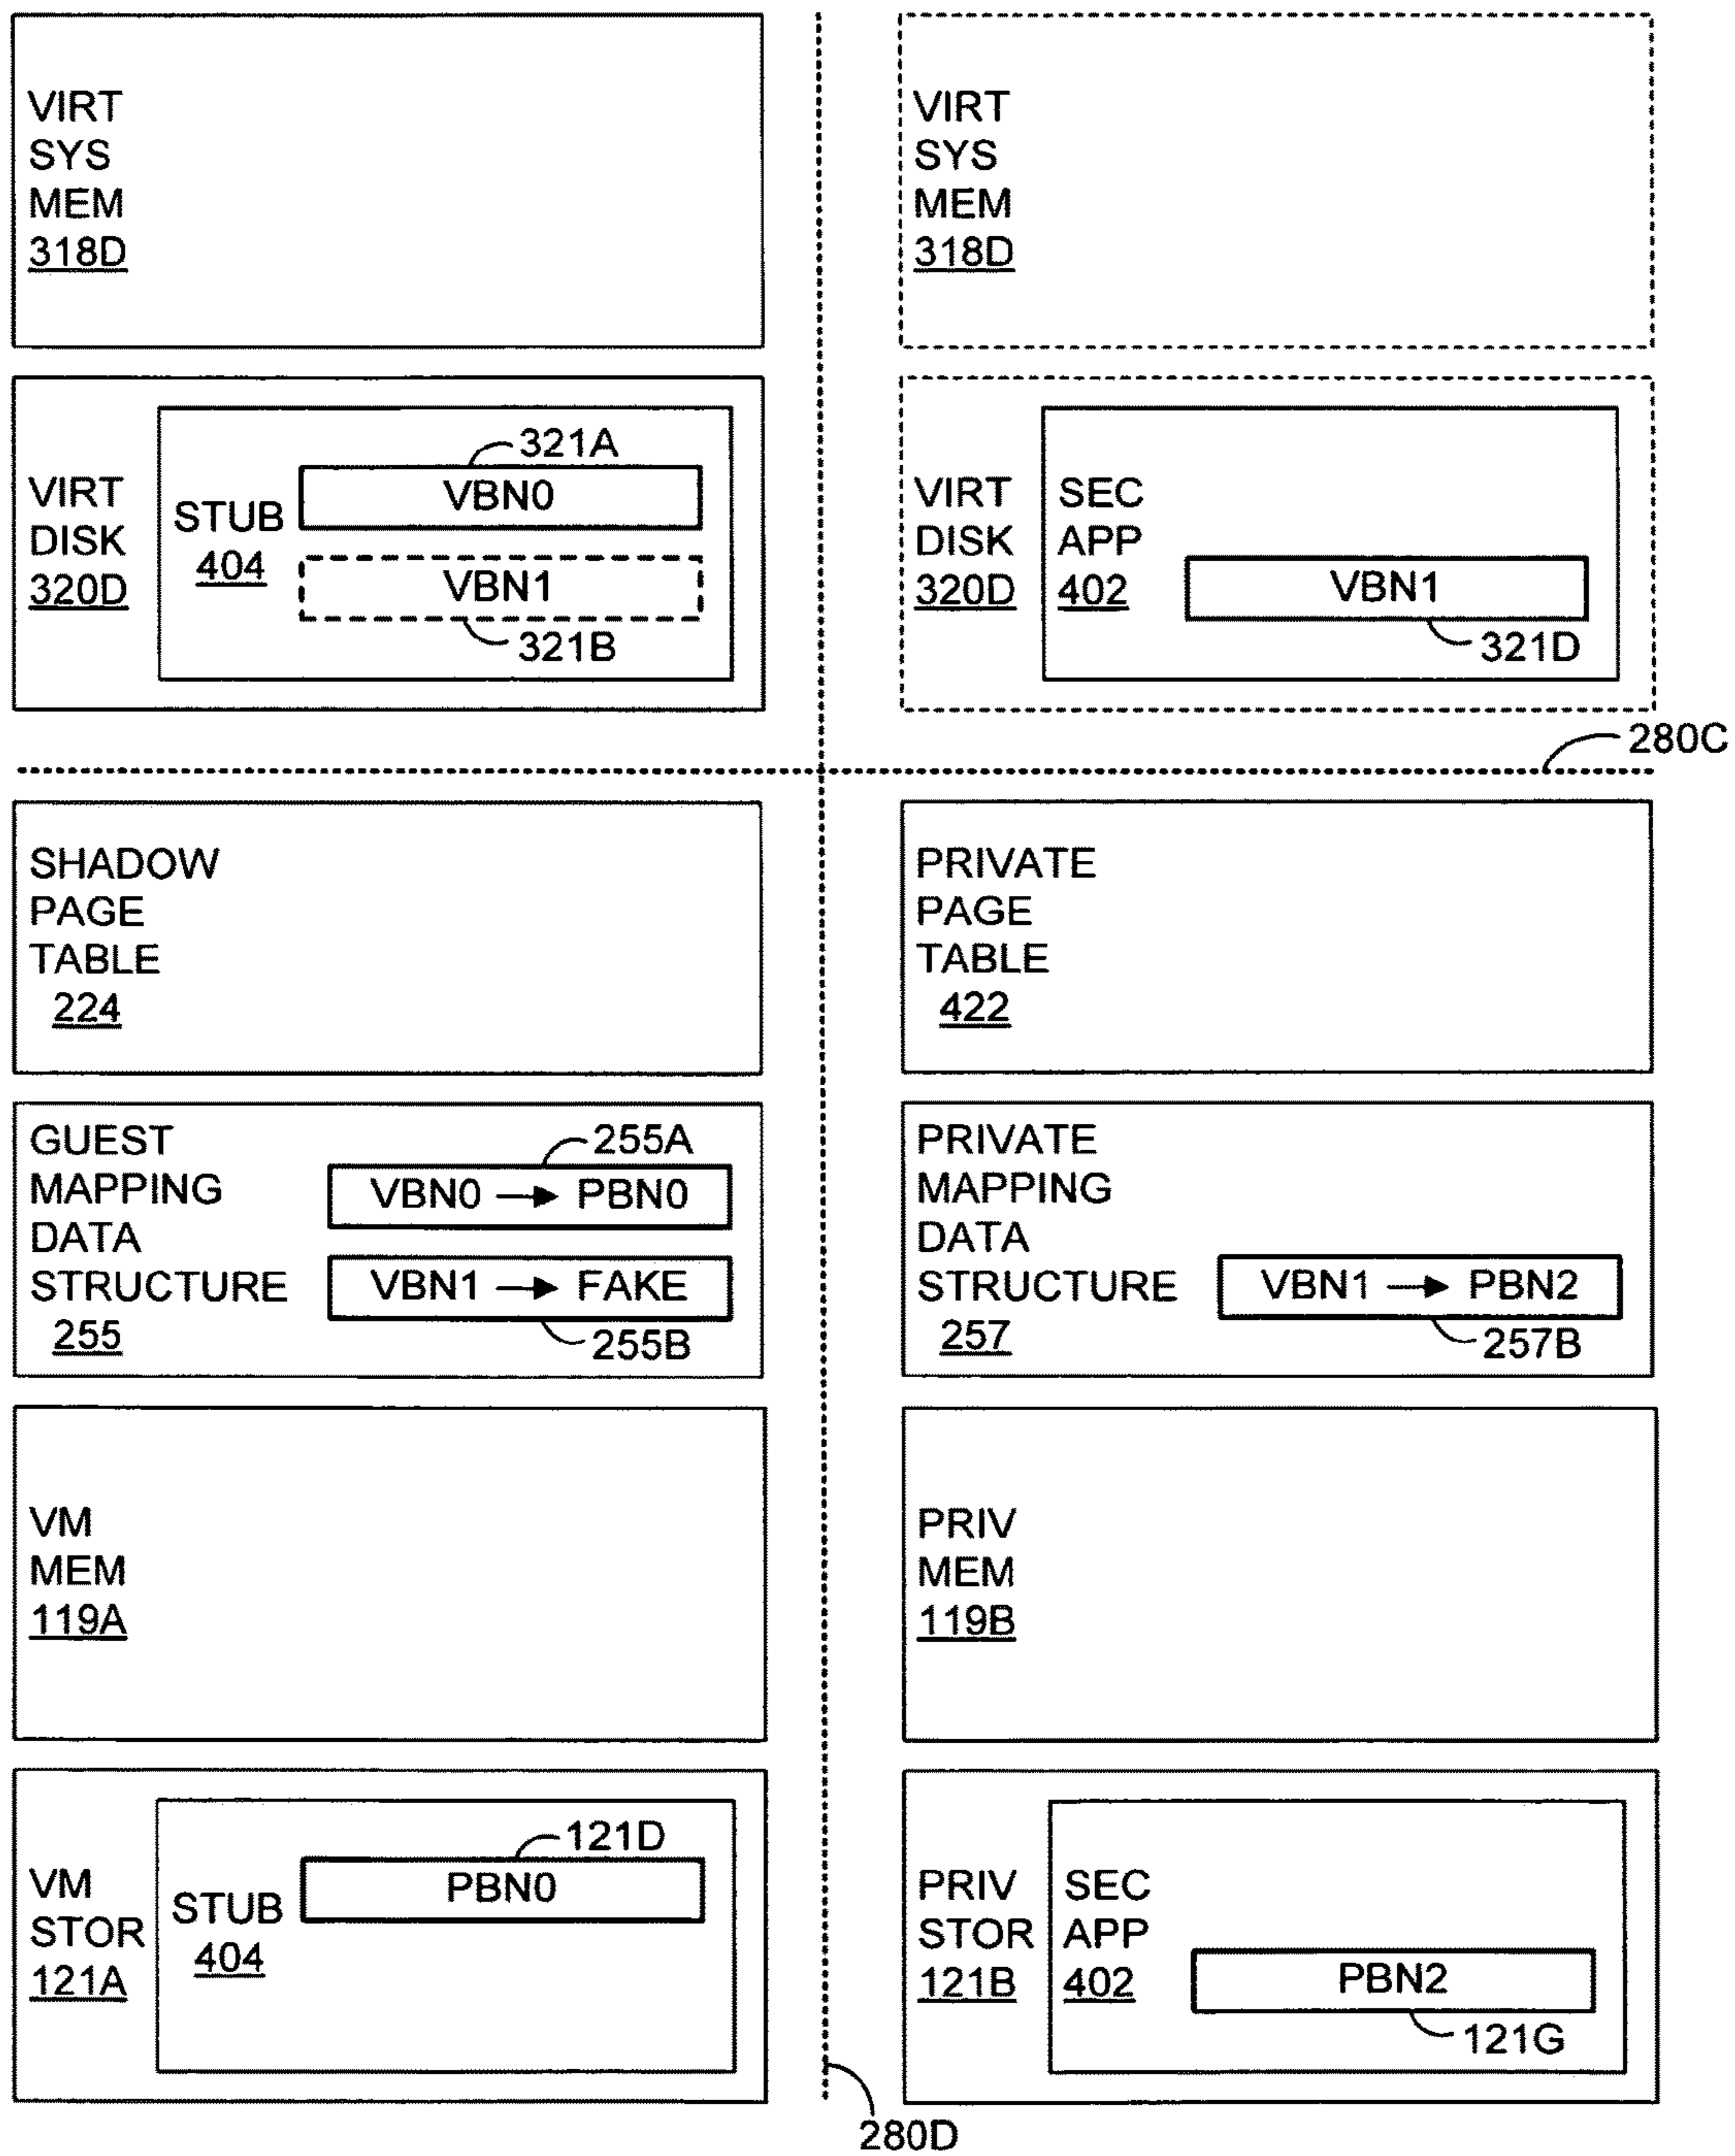 VIRT
SYS
MEM
318D
VIRT
SYS
MEM
318D
VIRT
DISK
320D
STUB
404
321A
VBN0
VBN1
321B
VIRT
DISK
320D
SEC
APP
402
VBN1
321D
280C
SHADOW
PAGE
TABLE
224
PRIVATE
PAGE
TABLE
422
GUEST
MAPPING
DATA
STRUCTURE
255
255A
VBN0 → PBN0
VBN1 → FAKE
255B
PRIVATE
MAPPING
DATA
STRUCTURE
257
VBN1 → PBN2
257B
VM
MEM
119A
PRIV
MEM
119B
VM
STOR
121A
STUB
404
121D
PBN0
PRIV
STOR
121B
SEC
APP
402
PBN2
121G
280D